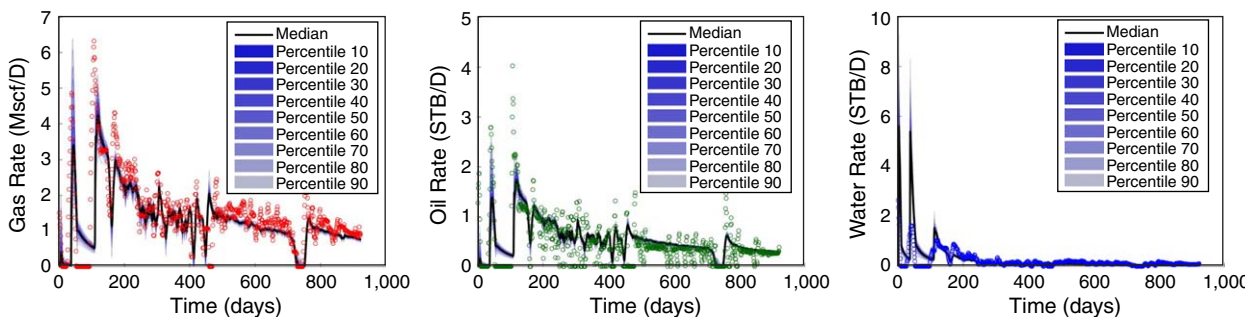 7
6
5
4
3
2
1
0
Gas Rate (Mscf/D)
Median
Percentile 10
Percentile 20
Percentile 30
Percentile 40
Percentile 50
Percentile 60
Percentile 70
Percentile 80
Percentile 90
0 200 400 600 800 1,000
Time (days)
5
4
3
2
1
0
Oil Rate (STB/D)
Median
Percentile 10
Percentile 20
Percentile 30
Percentile 40
Percentile 50
Percentile 60
Percentile 70
Percentile 80
Percentile 90
0 200 400 600 800 1,000
Time (days)
10
8
6
4
2
0
Water Rate (STB/D)
Median
Percentile 10
Percentile 20
Percentile 30
Percentile 40
Percentile 50
Percentile 60
Percentile 70
Percentile 80
Percentile 90
0 200 400 600 800 1,000
Time (days)